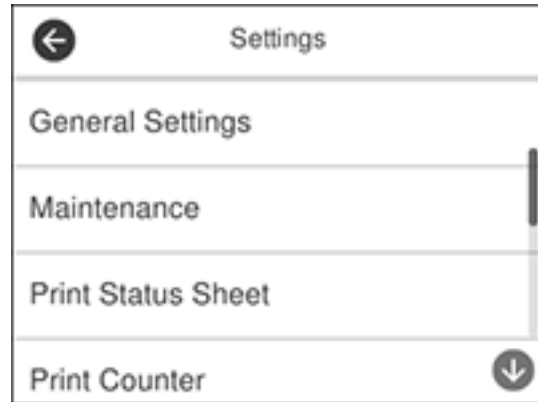 Settings
General Settings
Maintenance
Print Status Sheet
Print Counter